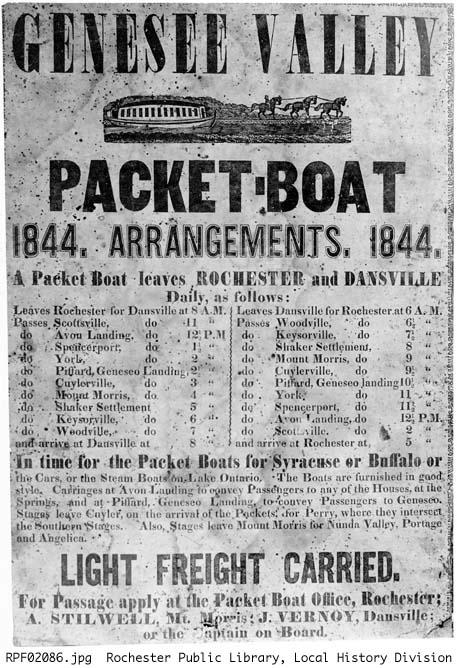 GENESEE VALLEY
PACKET-BOAT
1844. ARRANGEMENTS. 1844.
A Packet Boat leaves ROCHESTER and DANSVILLE
Daily, as follows:
Leaves Rochester for Dansville at 8 A.M.
Passes Scottsville, do 11 "
do Avon Landing, do P.M
do Spencerport, do "
do York, do 2 "
do Piffard, Geneseo Landing "
do Cuylerville, do 3 "
do Mount Morris, do 4 "
do Shaker Settlement 5 "
do Keysorville, do 6 "
do Woodville, do 7 "
and arrive at Dansville at 8 "
Leaves Dansville for Rochester at 6 A. M.
Passes Woodville, do 6½ "
do Keysorville, do 7½ "
do Shaker Settlement, 8 "
do Mount Morris, do 9 "
do Cuylerville, do 9½ "
do Piffard, Geneseo landing 10½ "
do York, do 11 "
do Spencerport, do 11½ "
do Avon Landing, do 12½ P.M.
do Scottsville, do 2 "
and arrive at Rochester at, 5 "
In time for the Packet Boats for Syracuse or Buffalo or
the Cars, or the Steam Boats on Lake Ontario. The Boats are furnished in good
style. Carriages at Avon Landing to convey Passengers to any of the Houses, at the
Springs, and at Piffard, Geneseo Landing, to convey Passengers to Geneseo.
Stages leave Cuyler, on the arrival of the Packets, for Perry, where they intersect
the Southern Stages. Also, Stages leave Mount Morris for Nunda Valley, Portage
and Angelica.
LIGHT FREIGHT CARRIED.
For Passage apply at the Packet Boat Office, Rochester;
A. STILWELL, Mt. Morris; J. VERNOY, Dansville;
or the Captain on Board.
RPF02086.jpg Rochester Public Library, Local History Division